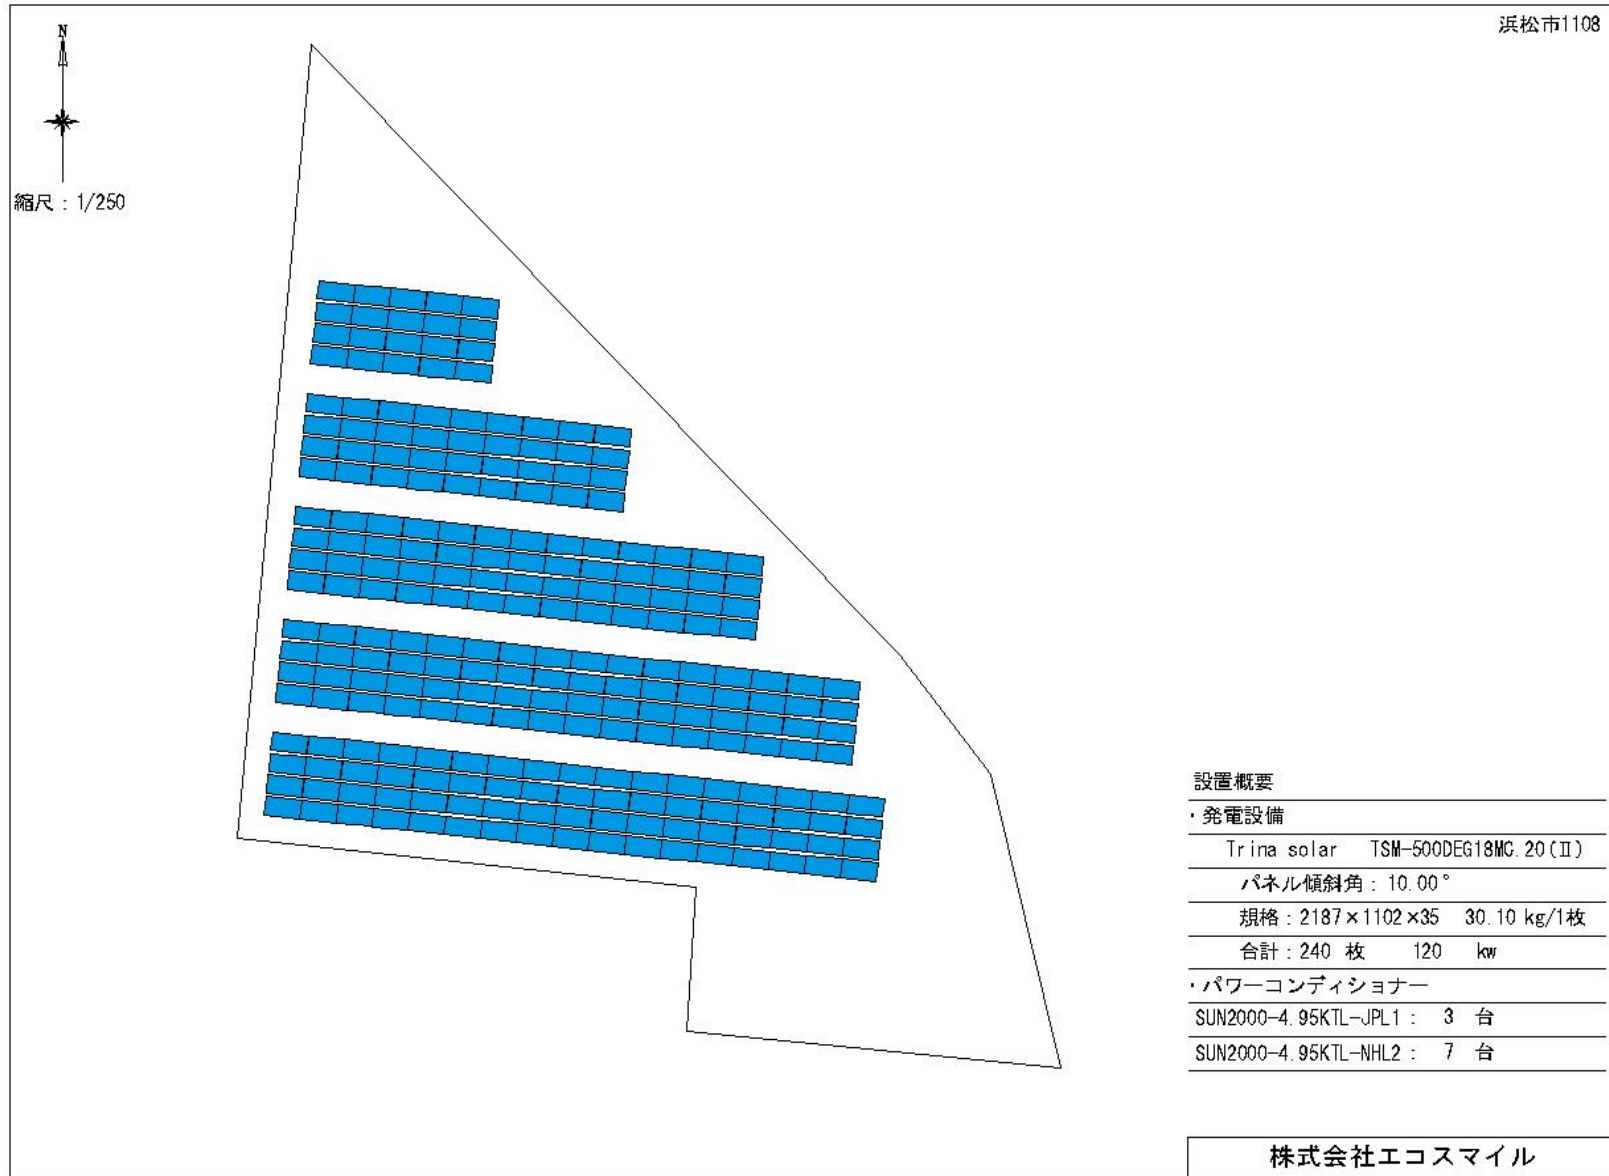 浜松市1108
N
縮尺：1/250
設置概要
・発電設備
Trina solar TSM-500DEG18MC.20(Ⅱ)
パネル傾斜角：10.00°
規格：2187×1102×35 30.10 kg/1枚
合計：240 枚 120 kw
・パワーコンディショナー
SUN2000-4.95KTL-JPL1： 3 台
SUN2000-4.95KTL-NHL2： 7 台
株式会社エコスマイル